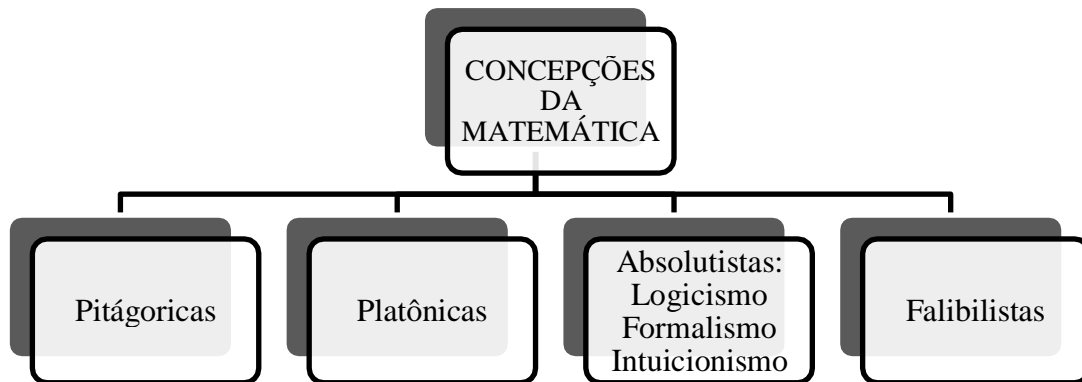 CONCEPÇÕES
DA
MATEMÁTICA
Pitágoricas
Platônicas
Absolutistas:
Logicismo
Formalismo
Intuicionismo
Falibilistas